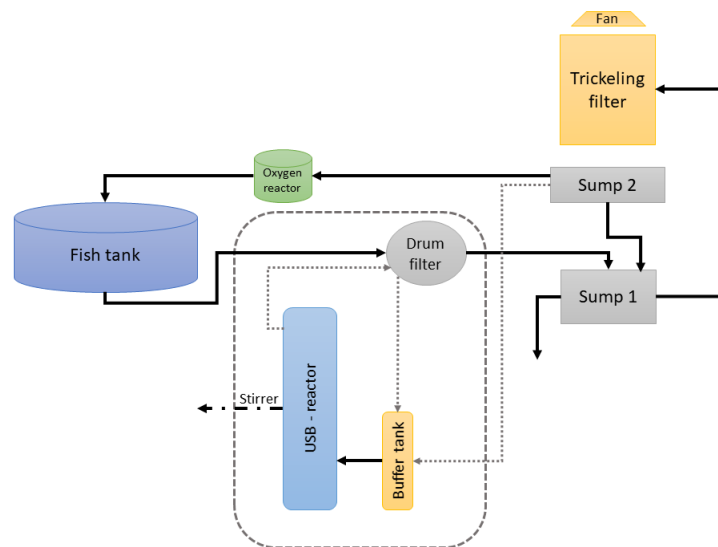 Fan
Trickeling
filter
Oxygen
reactor
Sump 2
Fish tank
Drum
filter
Sump 1
Stirrer
USB - reactor
Buffer tank